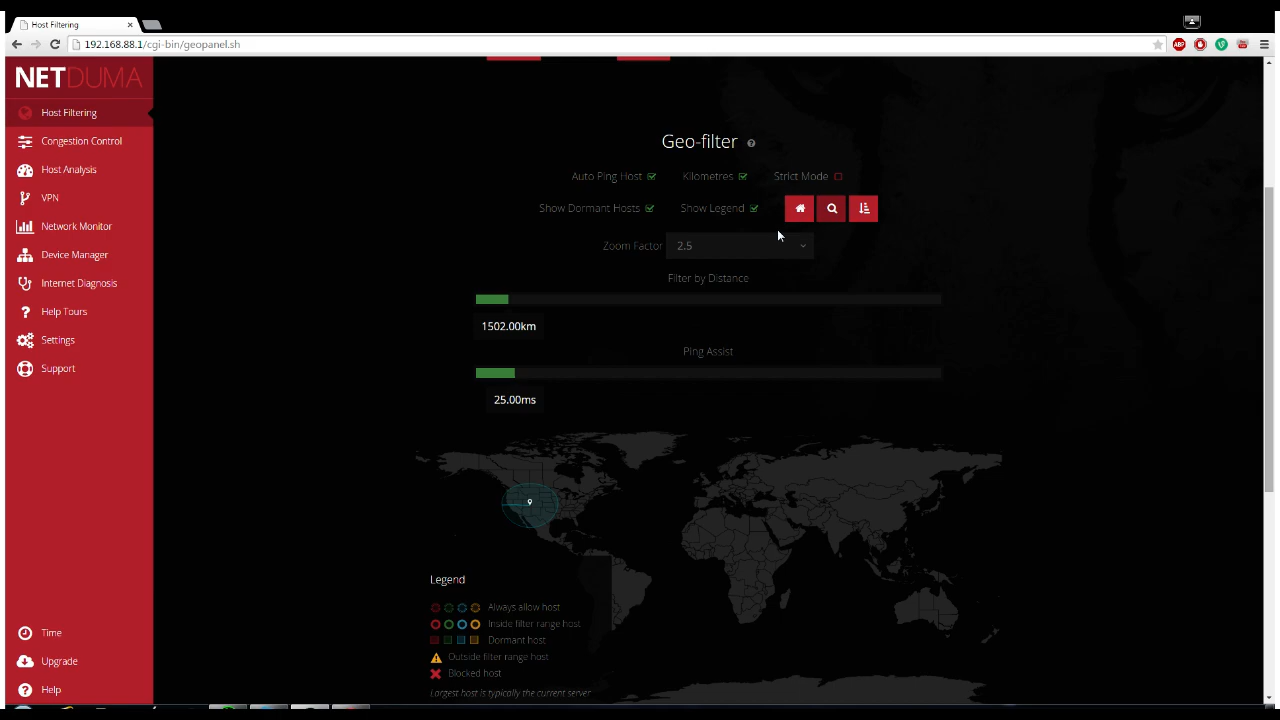 Host Filtering
192.168.88.1/cgi-bin/geopanel.sh
ABP
NETDUMA
Host Filtering
Congestion Control
Host Analysis
VPN
Network Monitor
Device Manager
Internet Diagnosis
Help Tours
Settings
Support
Time
Upgrade
Help
Geo-filter
Auto Ping Host
Kilometres
Strict Mode
Show Dormant Hosts
Show Legend
Zoom Factor
2.5
Filter by Distance
1502.00km
Ping Assist
25.00ms
Legend
Always allow host
Inside filter range host
Dormant host
Outside filter range host
Blocked host
Largest host is typically the current server